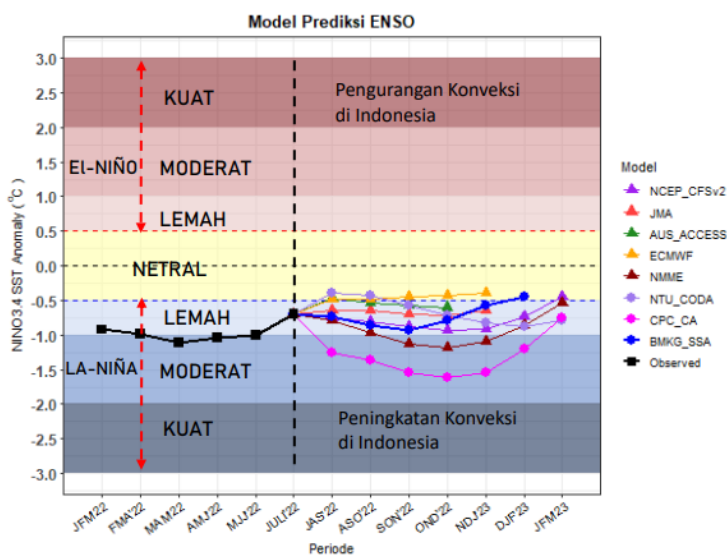 Model Prediksi ENSO
NINO3.4 SST Anomaly (°C)
3.0
2.5
2.0
1.5
1.0
0.5
0.0
-0.5
-1.0
-1.5
-2.0
-2.5
-3.0
KUAT
Pengurangan Konveksi
di Indonesia
El-NIÑO
MODERAT
LEMAH
NETRAL
LEMAH
LA-NIÑA
MODERAT
KUAT
Peningkatan Konveksi
di Indonesia
JFM'22
FMA'22
MAM'22
AMJ'22
MJJ'22
JULI'22
JAS'22
ASO'22
SON'22
OND'22
NDJ'23
DJF'23
JFM'23
Periode
Model
NCEP_CFSv2
JMA
AUS_ACCESS
ECMWF
NMME
NTU_CODA
CPC_CA
BMKG_SSA
Observed